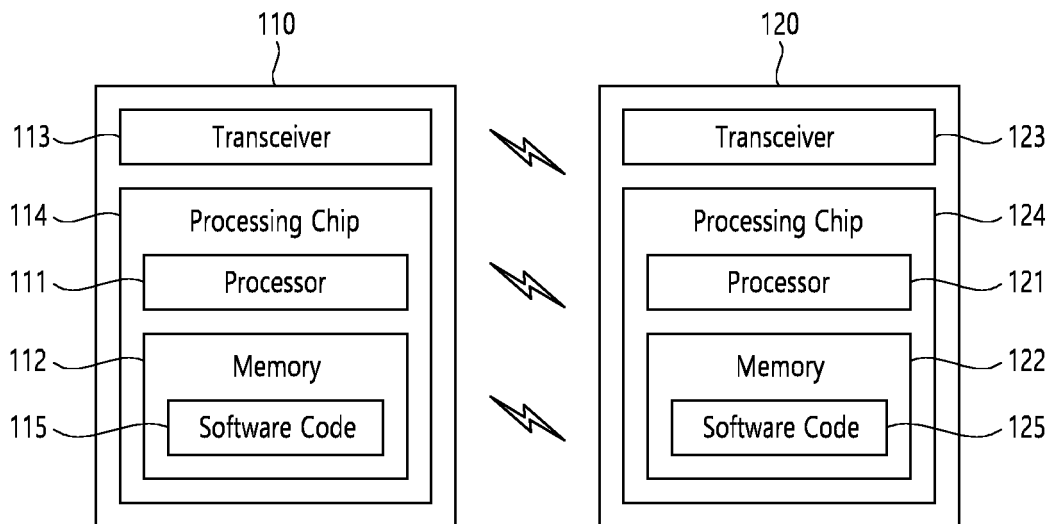 110 120
113 Transceiver Transceiver 123
114 Processing Chip Processing Chip 124
111 Processor Processor 121
112 Memory Memory 122
115 Software Code Software Code 125